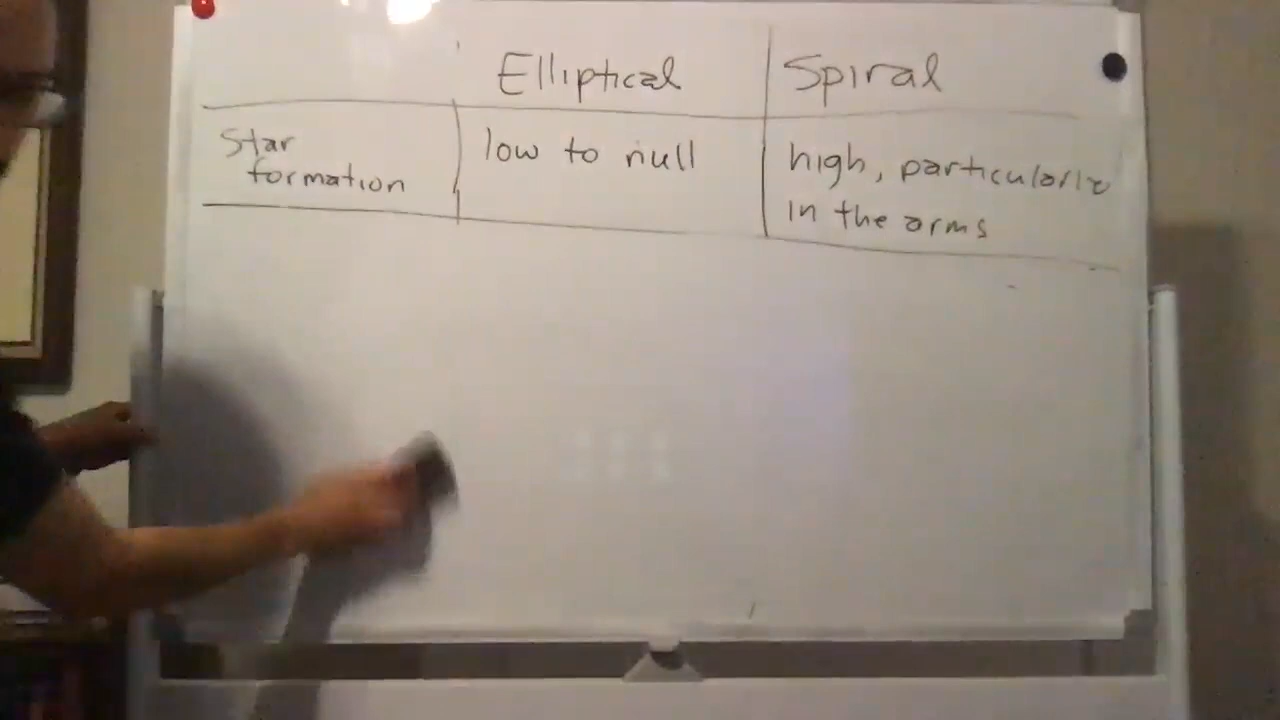 Elliptical Spiral
Star formation
low to null
high, particularly
in the arms